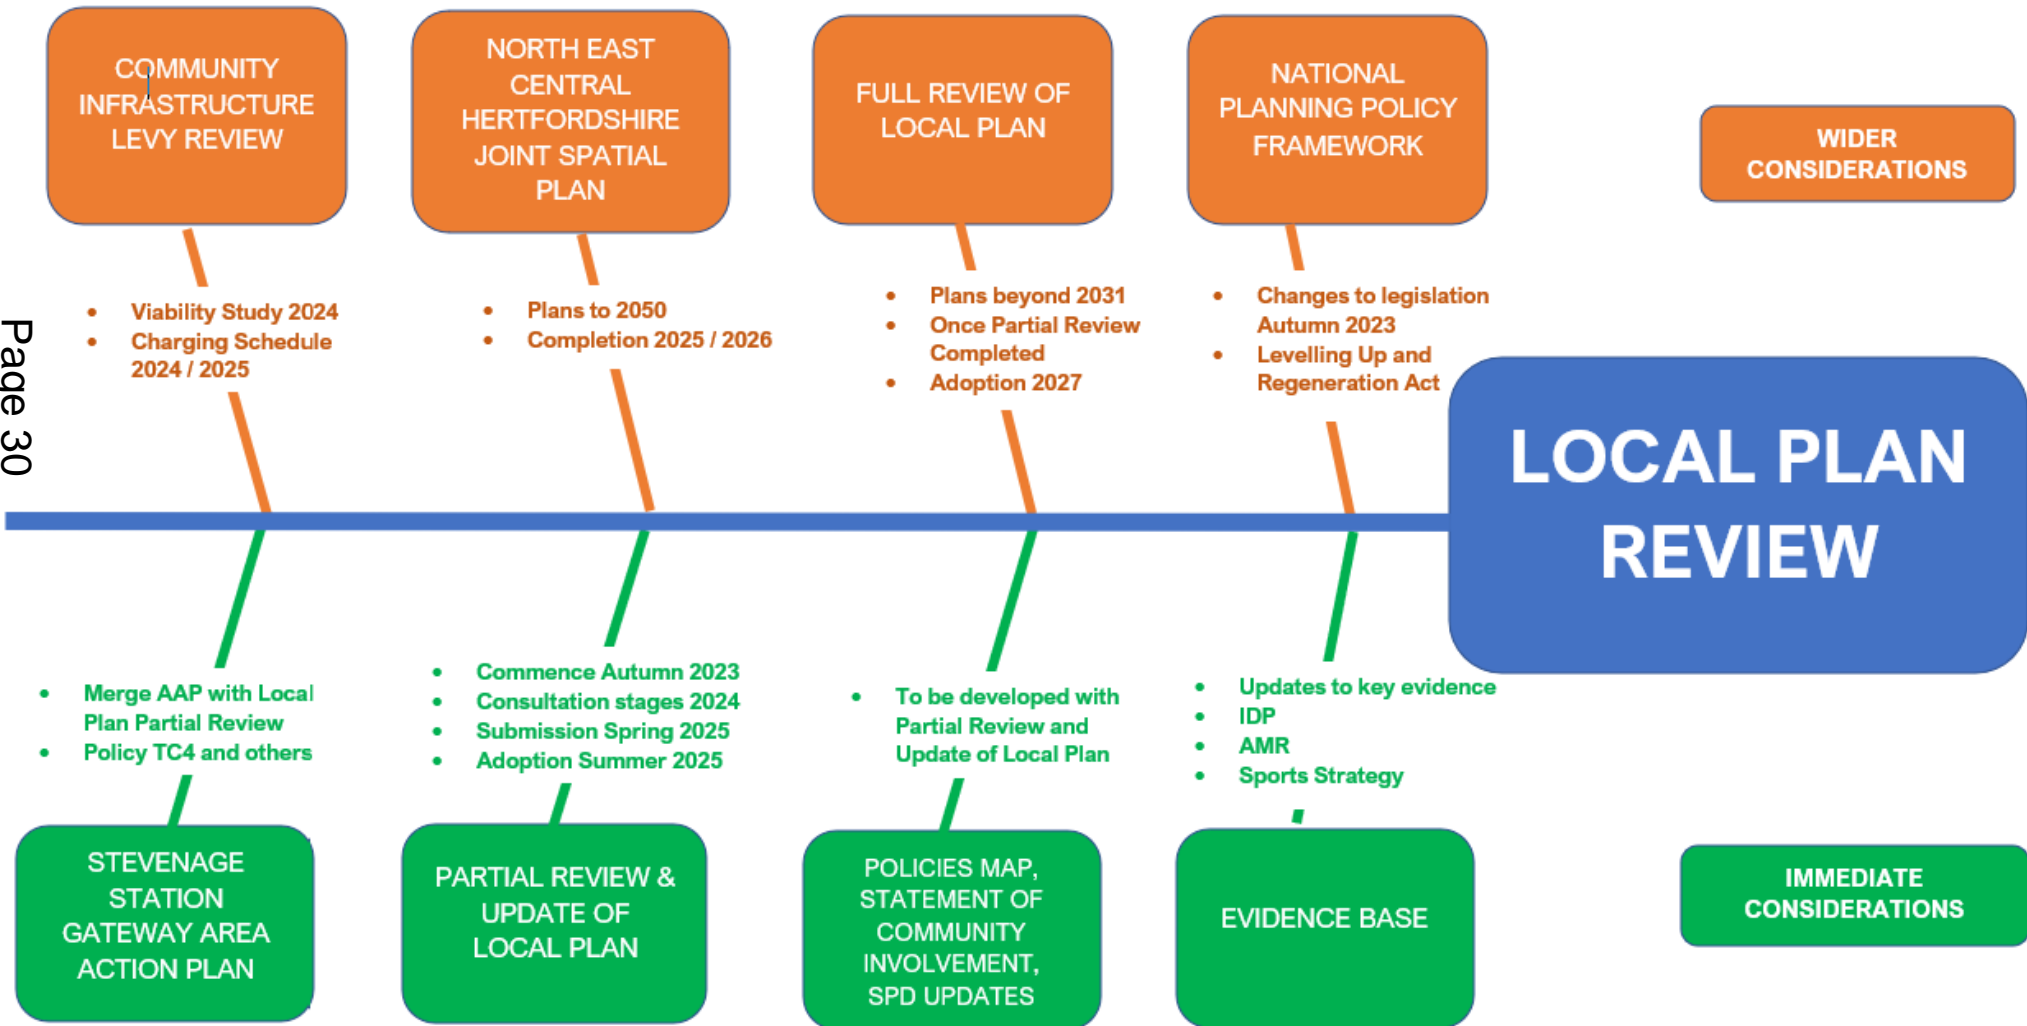 COMMUNITY
INFRASTRUCTURE
LEVY REVIEW
NORTH EAST
CENTRAL
HERTFORDSHIRE
JOINT SPATIAL
PLAN
FULL REVIEW OF
LOCAL PLAN
NATIONAL
PLANNING POLICY
FRAMEWORK
WIDER
CONSIDERATIONS
• Viability Study 2024
• Charging Schedule
2024 / 2025
• Plans to 2050
• Completion 2025 / 2026
• Plans beyond 2031
• Once Partial Review
Completed
• Adoption 2027
• Changes to legislation
Autumn 2023
• Levelling Up and
Regeneration Act
Page 30
LOCAL PLAN
REVIEW
• Merge AAP with Local
Plan Partial Review
• Policy TC4 and others
• Commence Autumn 2023
• Consultation stages 2024
• Submission Spring 2025
• Adoption Summer 2025
• To be developed with
Partial Review and
Update of Local Plan
• Updates to key evidence
• IDP
• AMR
• Sports Strategy
STEVENAGE
STATION
GATEWAY AREA
ACTION PLAN
PARTIAL REVIEW &
UPDATE OF
LOCAL PLAN
POLICIES MAP,
STATEMENT OF
COMMUNITY
INVOLVEMENT,
SPD UPDATES
EVIDENCE BASE
IMMEDIATE
CONSIDERATIONS